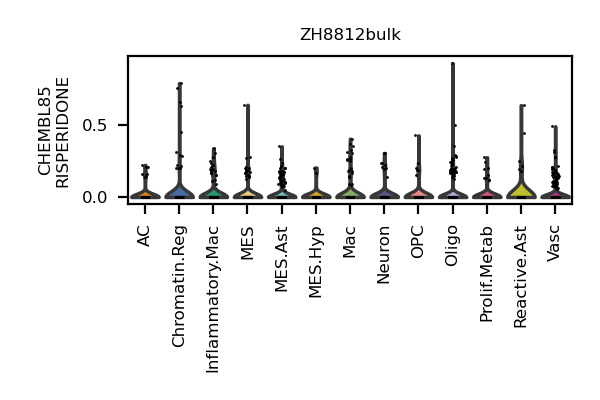 ZH8812bulk
CHEMBL85
RISPERIDONE
0.5
0.0
AC
Chromatin.Reg
Inflammatory.Mac
MES
MES.Ast
MES.Hyp
Mac
Neuron
OPC
Oligo
Prolif.Metab
Reactive.Ast
Vasc